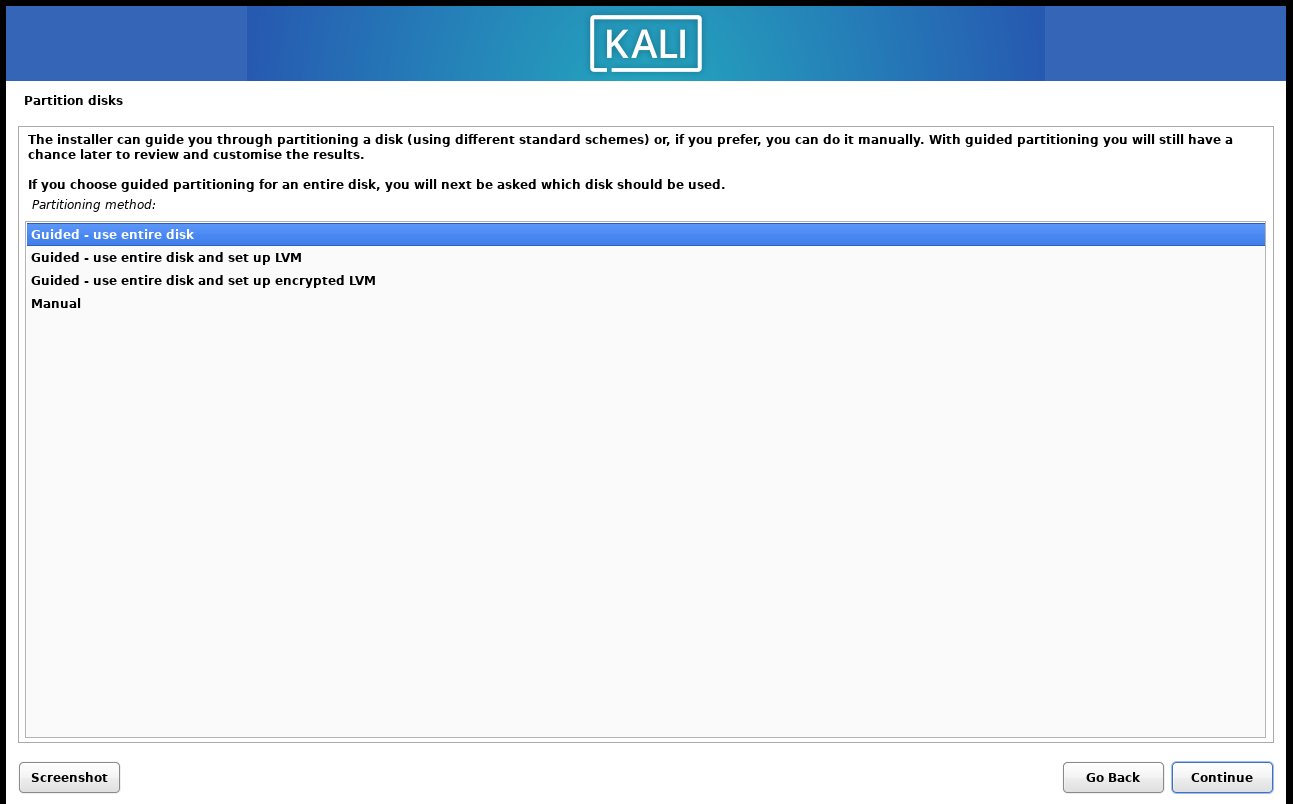 KALI
Partition disks
The installer can guide you through partitioning a disk (using different standard schemes) or, if you prefer, you can do it manually. With guided partitioning you will still have a
chance later to review and customise the results.
If you choose guided partitioning for an entire disk, you will next be asked which disk should be used.
Partitioning method:
Guided - use entire disk
Guided - use entire disk and set up LVM
Guided - use entire disk and set up encrypted LVM
Manual
Screenshot
Go Back
Continue